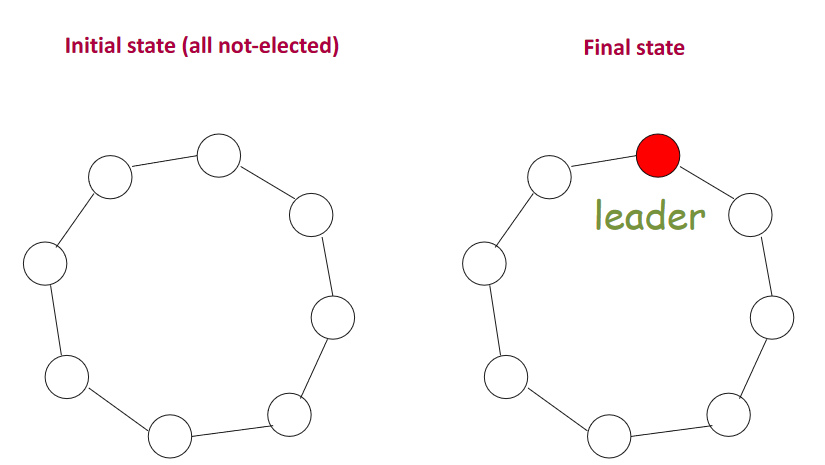 Initial state (all not-elected)
Final state
leader